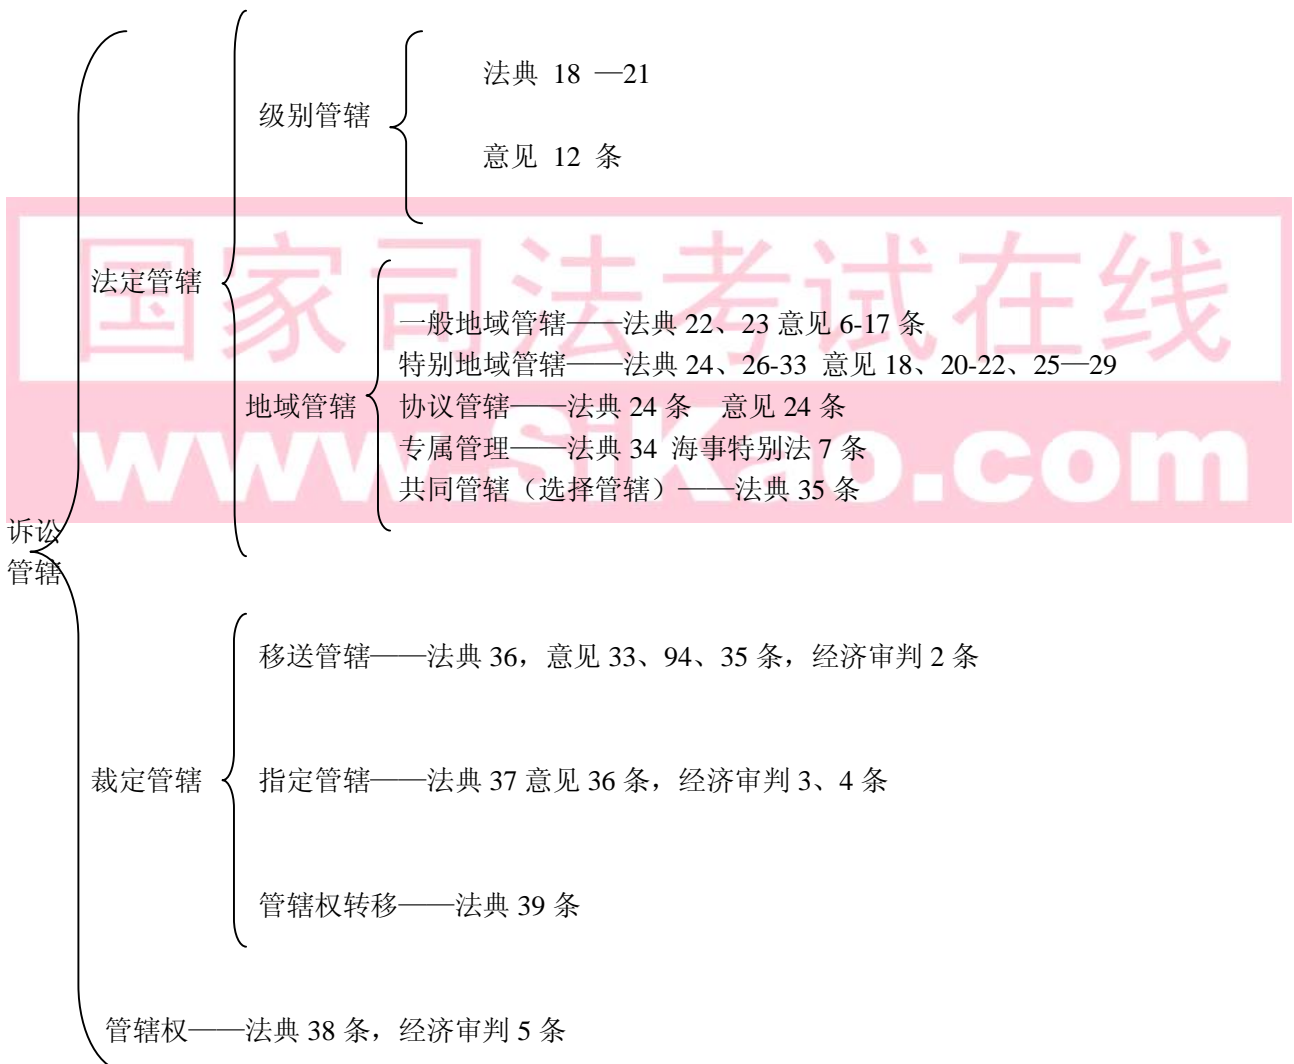 法典 18 —21
级别管辖
意见 12 条
国家司法考试在线
法定管辖
一般地域管辖——法典 22、23 意见 6-17 条
特别地域管辖——法典 24、26-33 意见 18、20-22、25—29
地域管辖
协议管辖——法典 24 条 意见 24 条
专属管理——法典 34 海事特别法 7 条
www.SiKao.com
共同管辖（选择管辖）——法典 35 条
诉讼
管辖
移送管辖——法典 36，意见 33、94、35 条，经济审判 2 条
裁定管辖
指定管辖——法典 37 意见 36 条，经济审判 3、4 条
管辖权转移——法典 39 条
管辖权——法典 38 条，经济审判 5 条